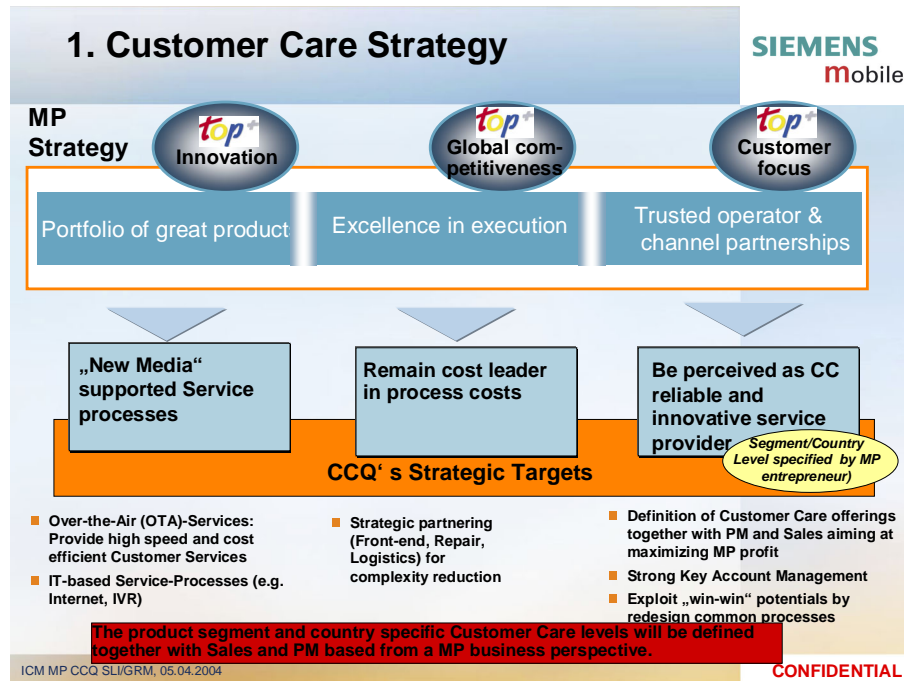 1. Customer Care Strategy
SIEMENS
mobile
MP
Strategy
top+
Innovation
top+
Global com-
petitiveness
top+
Customer
focus
Portfolio of great product
Excellence in execution
Trusted operator &
channel partnerships
„New Media“
supported Service
processes
Remain cost leader
in process costs
Be perceived as CC
reliable and
innovative service
provider
Segment/Country
Level specified by MP
entrepreneur)
CCQ‘ s Strategic Targets
Over-the-Air (OTA)-Services:
Provide high speed and cost
efficient Customer Services
IT-based Service-Processes (e.g.
Internet, IVR)
Strategic partnering
(Front-end, Repair,
Logistics) for
complexity reduction
Definition of Customer Care offerings
together with PM and Sales aiming at
maximizing MP profit
Strong Key Account Management
Exploit „win-win“ potentials by
redesign common processes
The product segment and country specific Customer Care levels will be defined
together with Sales and PM based from a MP business perspective.
ICM MP CCQ SLI/GRM, 05.04.2004
CONFIDENTIAL